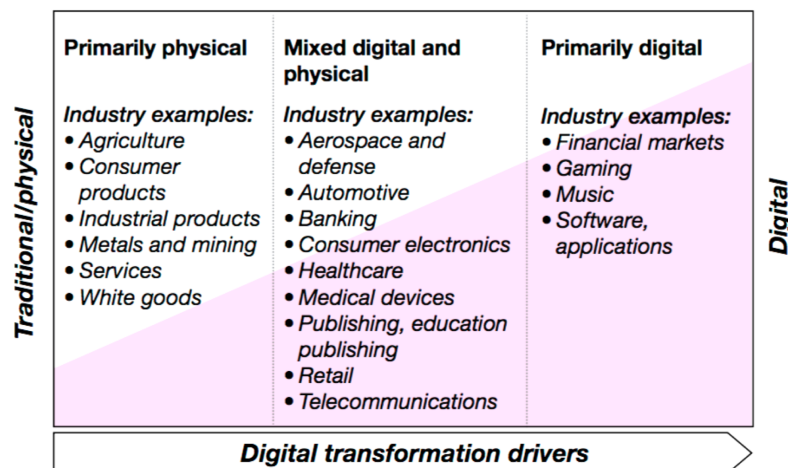 Traditional/physical
Primarily physical
Industry examples:
• Agriculture
• Consumer
products
• Industrial products
• Metals and mining
• Services
• White goods
Mixed digital and
physical
Industry examples:
• Aerospace and
defense
• Automotive
• Banking
• Consumer electronics
• Healthcare
• Medical devices
• Publishing, education
publishing
• Retail
• Telecommunications
Primarily digital
Industry examples:
• Financial markets
• Gaming
• Music
• Software,
applications
Digital
Digital transformation drivers